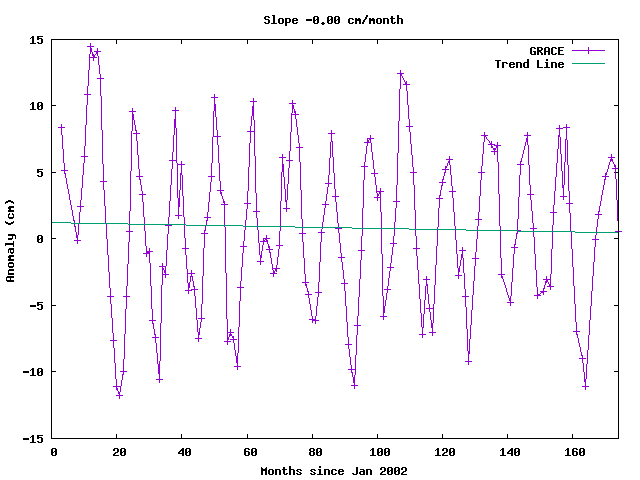 Slope -0.00 cm/month
GRACE
Trend Line
Anomaly (cm)
15
10
5
0
-5
-10
-15
0 20 40 60 80 100 120 140 160
Months since Jan 2002